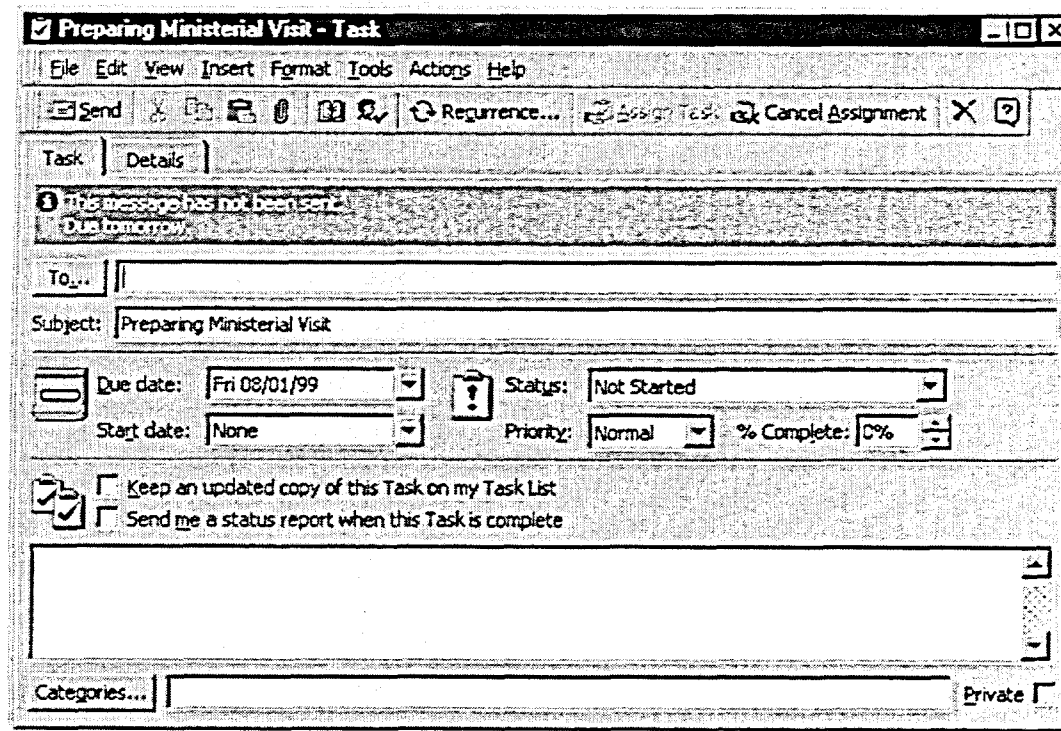 Preparing Ministerial Visit - Task
File Edit View Insert Format Tools Actions Help
Send Recurrence... Assign Task Cancel Assignment
Task Details
This message has not been sent.
Due tomorrow.
To...
Subject: Preparing Ministerial Visit
Due date: Fri 08/01/99 Status: Not Started
Start date: None Priority: Normal % Complete: 0%
Keep an updated copy of this Task on my Task List
Send me a status report when this Task is complete
Categories... Private